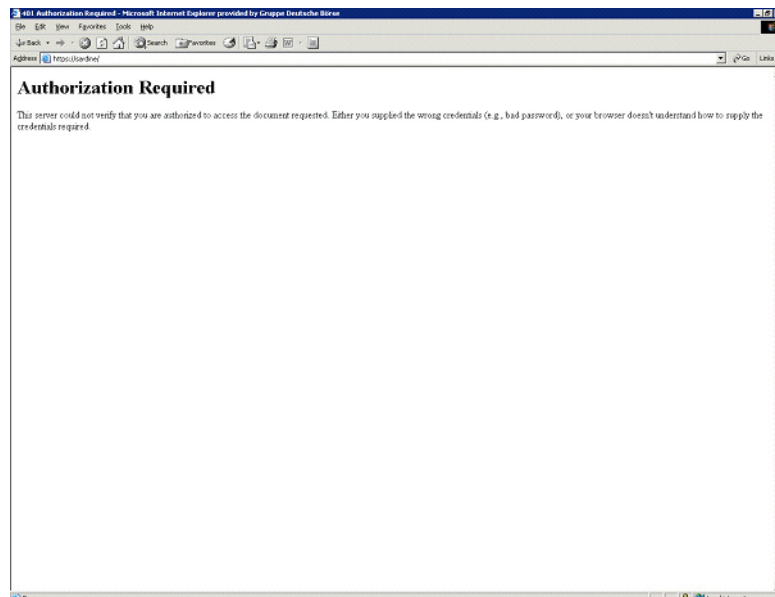 401 Authorization Required - Microsoft Internet Explorer provided by Gruppe Deutsche Börse
File Edit View Favorites Tools Help
Back Search Favorites
Address https://sardine/ Go Links
Authorization Required
This server could not verify that you are authorized to access the document requested. Either you supplied the wrong credentials (e.g., bad password), or your browser doesn't understand how to supply the
credentials required.